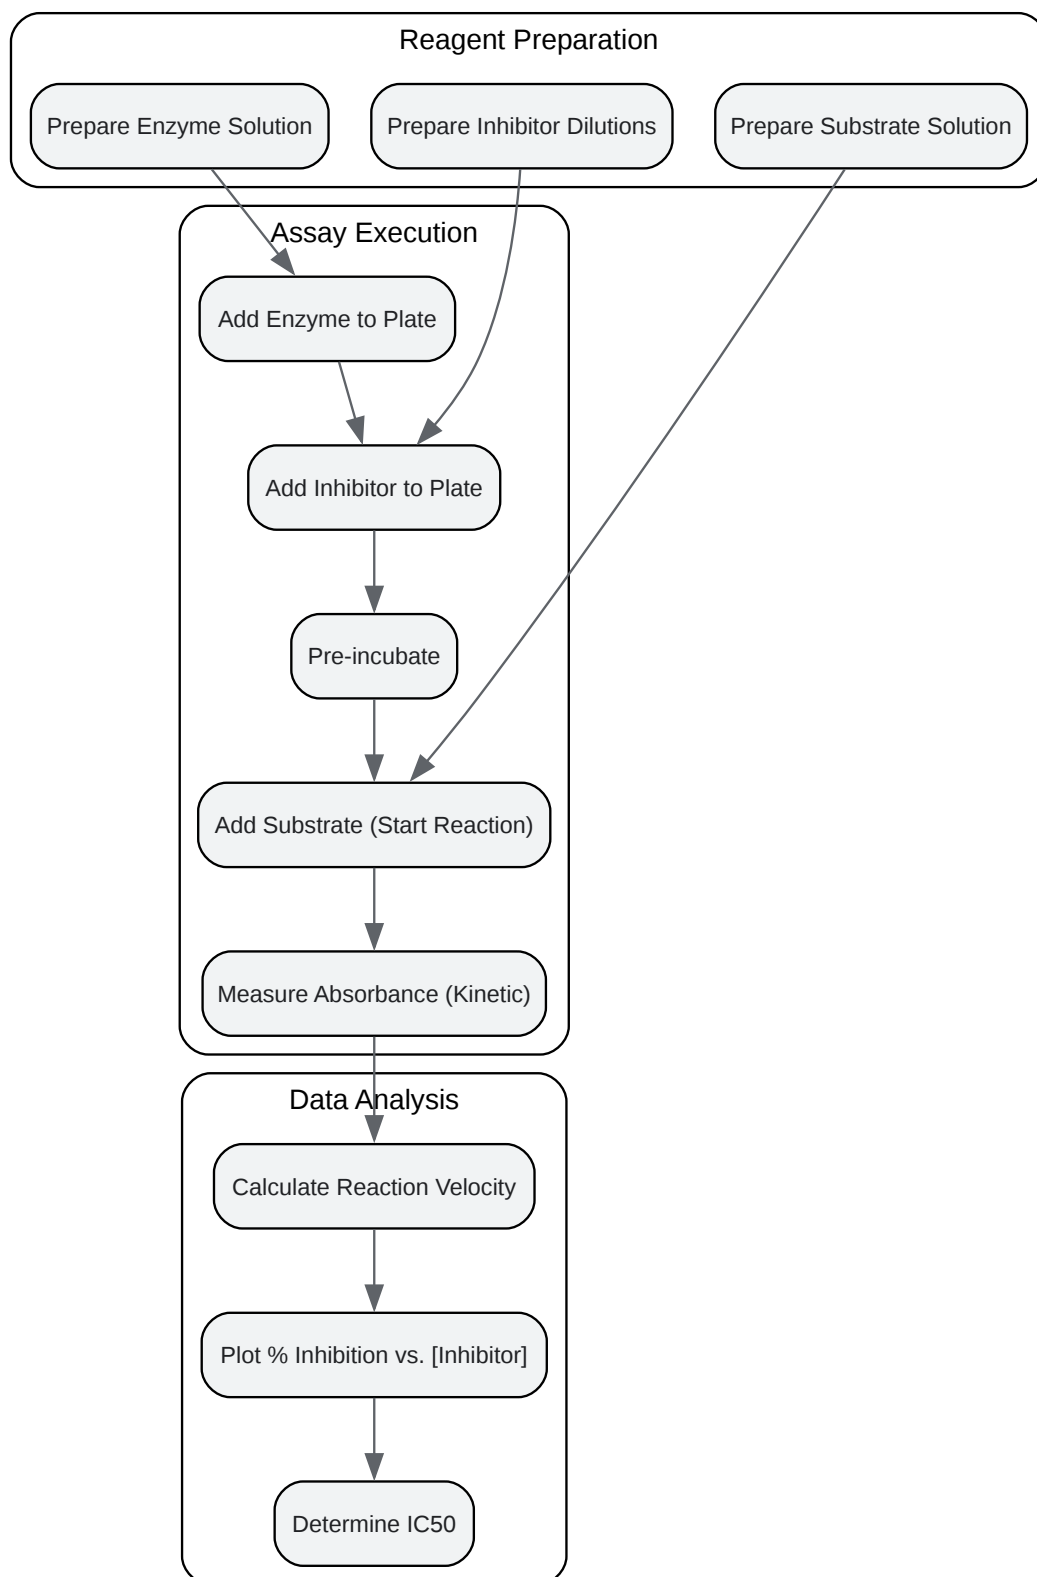 Reagent Preparation
Prepare Enzyme Solution
Prepare Inhibitor Dilutions
Prepare Substrate Solution
Assay Execution
Add Enzyme to Plate
Add Inhibitor to Plate
Pre-incubate
Add Substrate (Start Reaction)
Measure Absorbance (Kinetic)
Data Analysis
Calculate Reaction Velocity
Plot % Inhibition vs. [Inhibitor]
Determine IC50